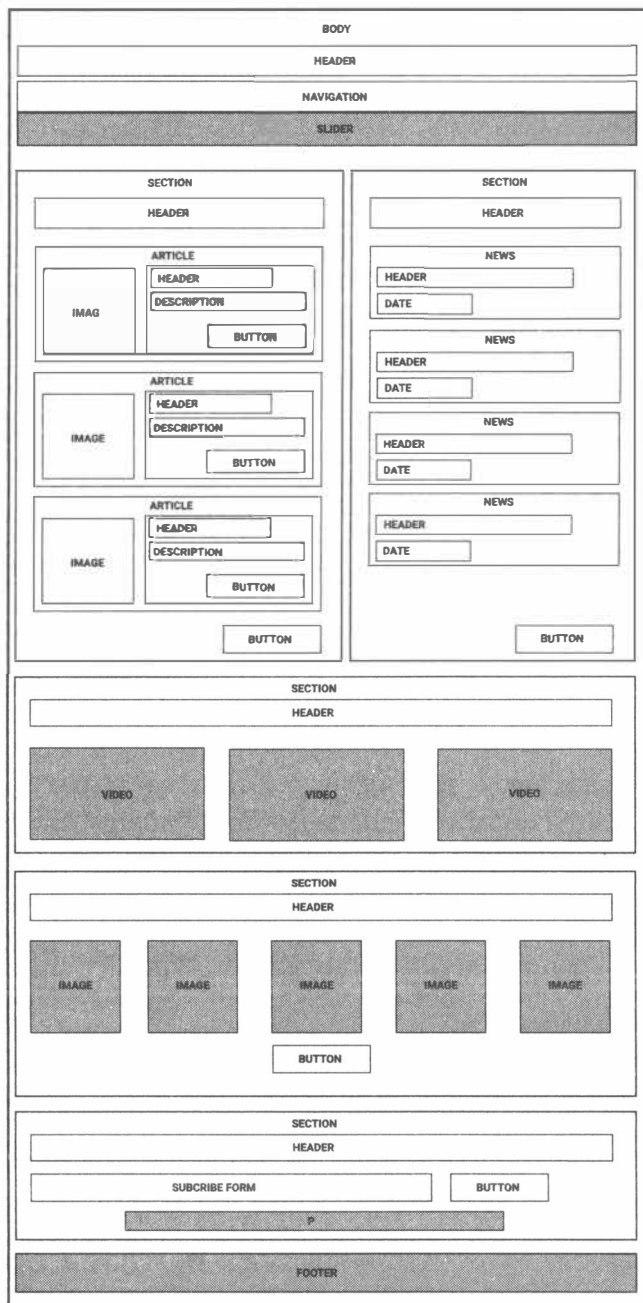 BODY
HEADER
NAVIGATION
SLIDER
SECTION
HEADER
ARTICLE
IMAG
HEADER
DESCRIPTION
BUTTON
ARTICLE
IMAGE
HEADER
DESCRIPTION
BUTTON
ARTICLE
IMAGE
HEADER
DESCRIPTION
BUTTON
BUTTON
SECTION
HEADER
NEWS
HEADER
DATE
NEWS
HEADER
DATE
NEWS
HEADER
DATE
NEWS
HEADER
DATE
BUTTON
SECTION
HEADER
VIDEO VIDEO VIDEO
SECTION
HEADER
IMAGE IMAGE IMAGE IMAGE IMAGE
BUTTON
SECTION
HEADER
SUBCRIBE FORM BUTTON
P
FOOTER